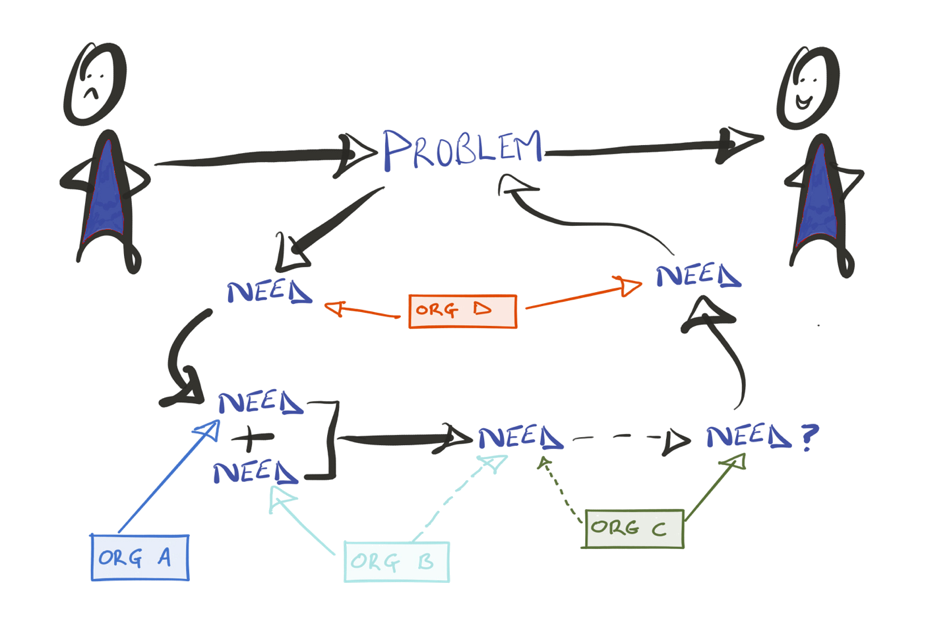 PROBLEM
NEED
NEED
ORG D
NEED
+
NEED
NEED
NEED?
ORG A
ORG B
ORG C